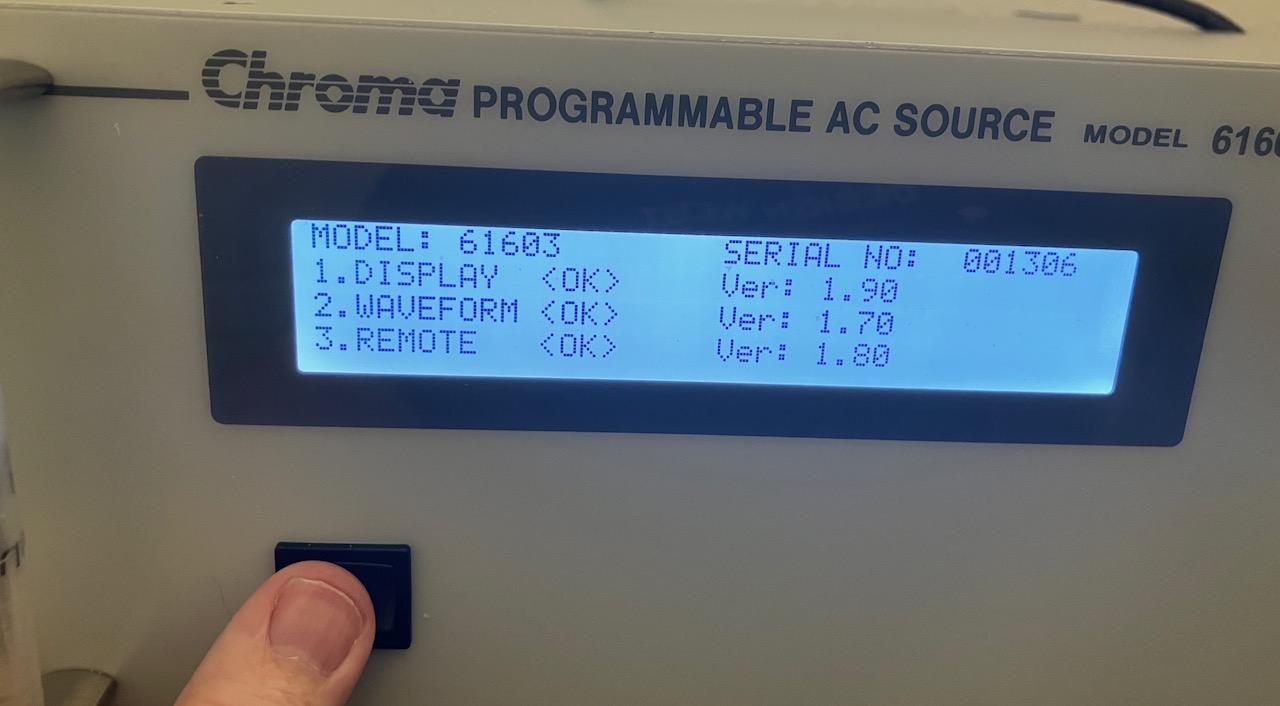 Chroma PROGRAMMABLE AC SOURCE MODEL 6160
MODEL: 61603 SERIAL NO: 001306
1.DISPLAY <OK> Ver: 1.90
2.WAVEFORM <OK> Ver: 1.70
3.REMOTE <OK> Ver: 1.80